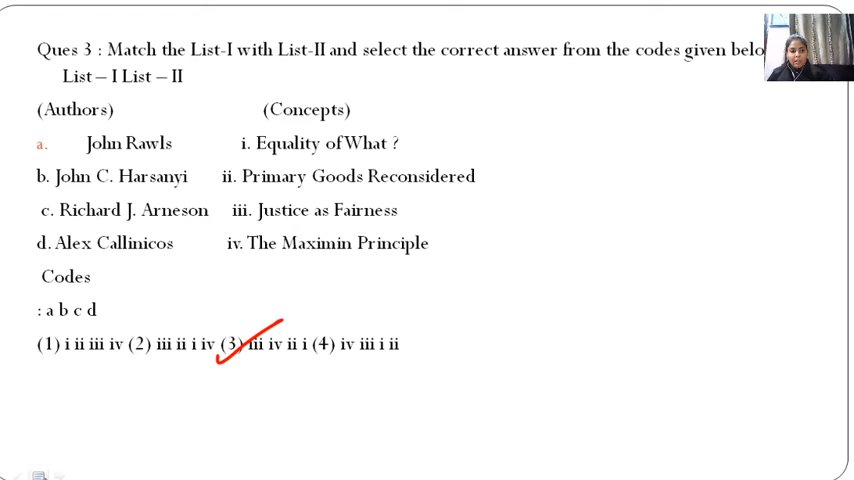 Ques 3 : Match the List-I with List-II and select the correct answer from the codes given belo
List – I List – II
(Authors) (Concepts)
a. John Rawls i. Equality of What ?
b. John C. Harsanyi ii. Primary Goods Reconsidered
c. Richard J. Arneson iii. Justice as Fairness
d. Alex Callinicos iv. The Maximin Principle
Codes
: a b c d
(1) i ii iii iv (2) iii ii i iv (3) iii iv ii i (4) iv iii i ii